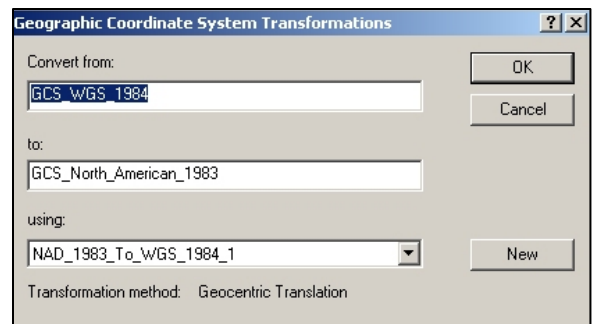 Geographic Coordinate System Transformations ? X
Convert from:
OK
GCS_WGS_1984
Cancel
to:
GCS_North_American_1983
using:
NAD_1983_To_WGS_1984_1
New
Transformation method: Geocentric Translation